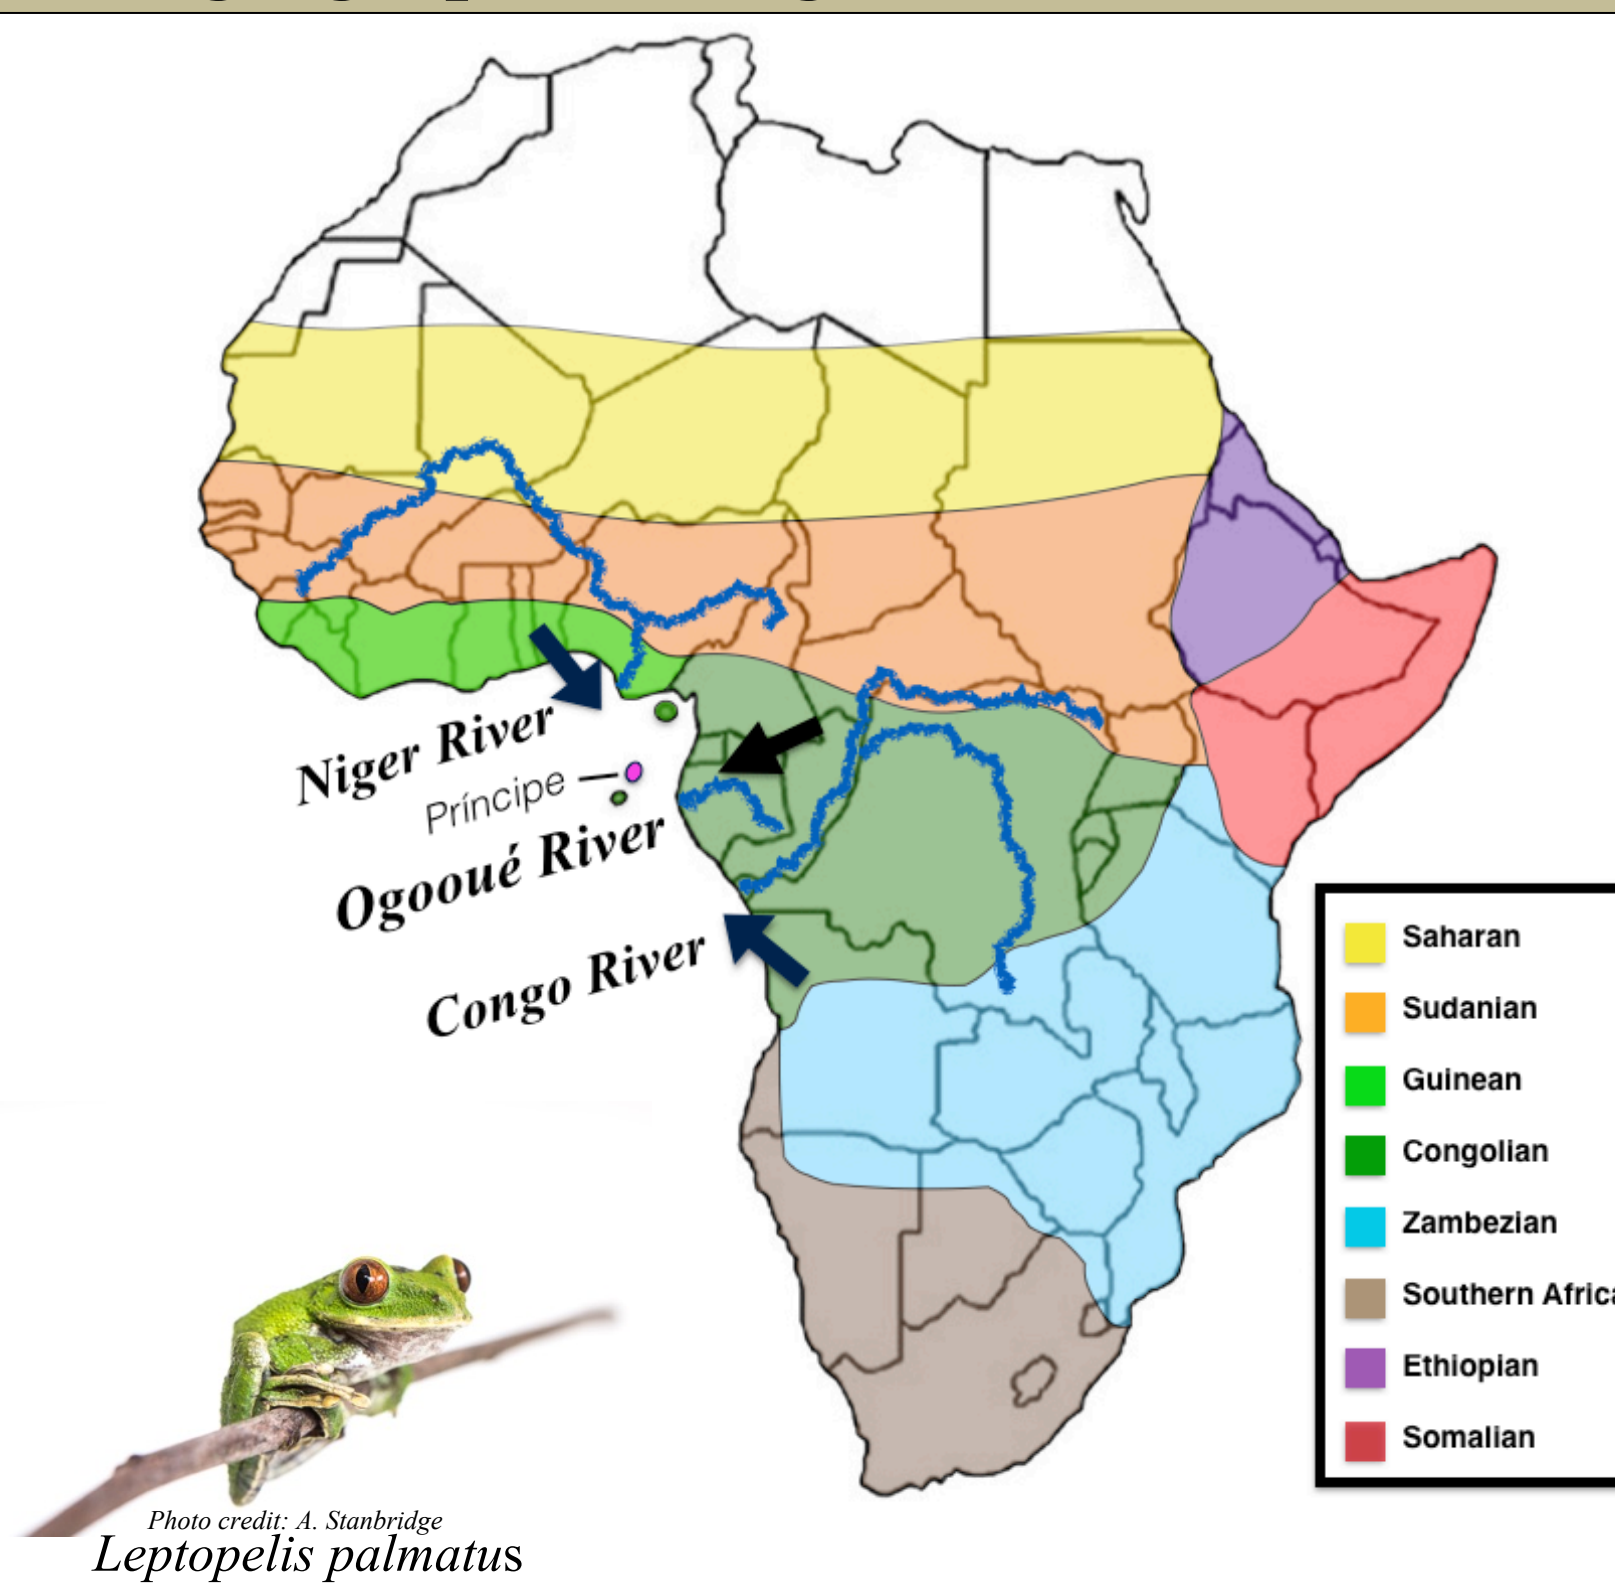 Niger River
Príncipe
Ogooué River
Congo River
Saharan
Sudanian
Guinean
Congolian
Zambezian
Southern Africa
Ethiopian
Somalian
Photo credit: A. Stanbridge
Leptopelis palmatus